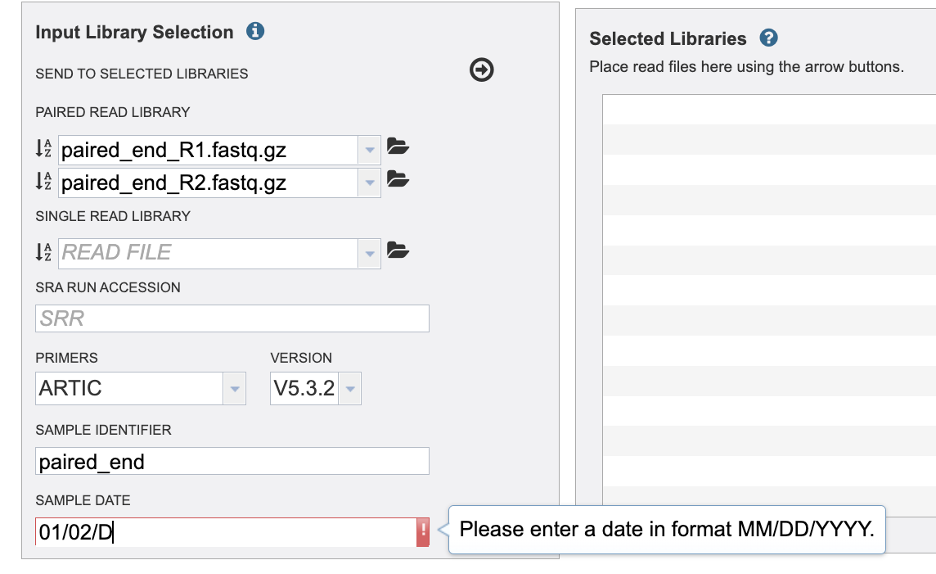 Input Library Selection
SEND TO SELECTED LIBRARIES
PAIRED READ LIBRARY
paired_end_R1.fastq.gz
paired_end_R2.fastq.gz
SINGLE READ LIBRARY
READ FILE
SRA RUN ACCESSION
SRR
PRIMERS VERSION
ARTIC V5.3.2
SAMPLE IDENTIFIER
paired_end
SAMPLE DATE
01/02/D
Please enter a date in format MM/DD/YYYY.
Selected Libraries
Place read files here using the arrow buttons.